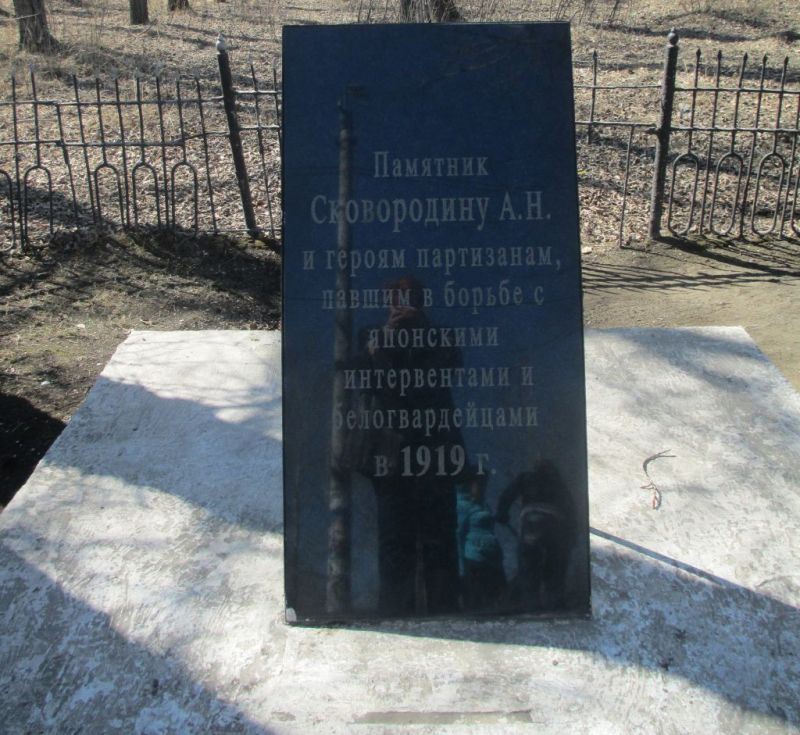 Памятник
Сковородину А.Н.
и героям партизанам,
павшим в борьбе с
японскими
интервентами и
белогвардейцами
в 1919 г.